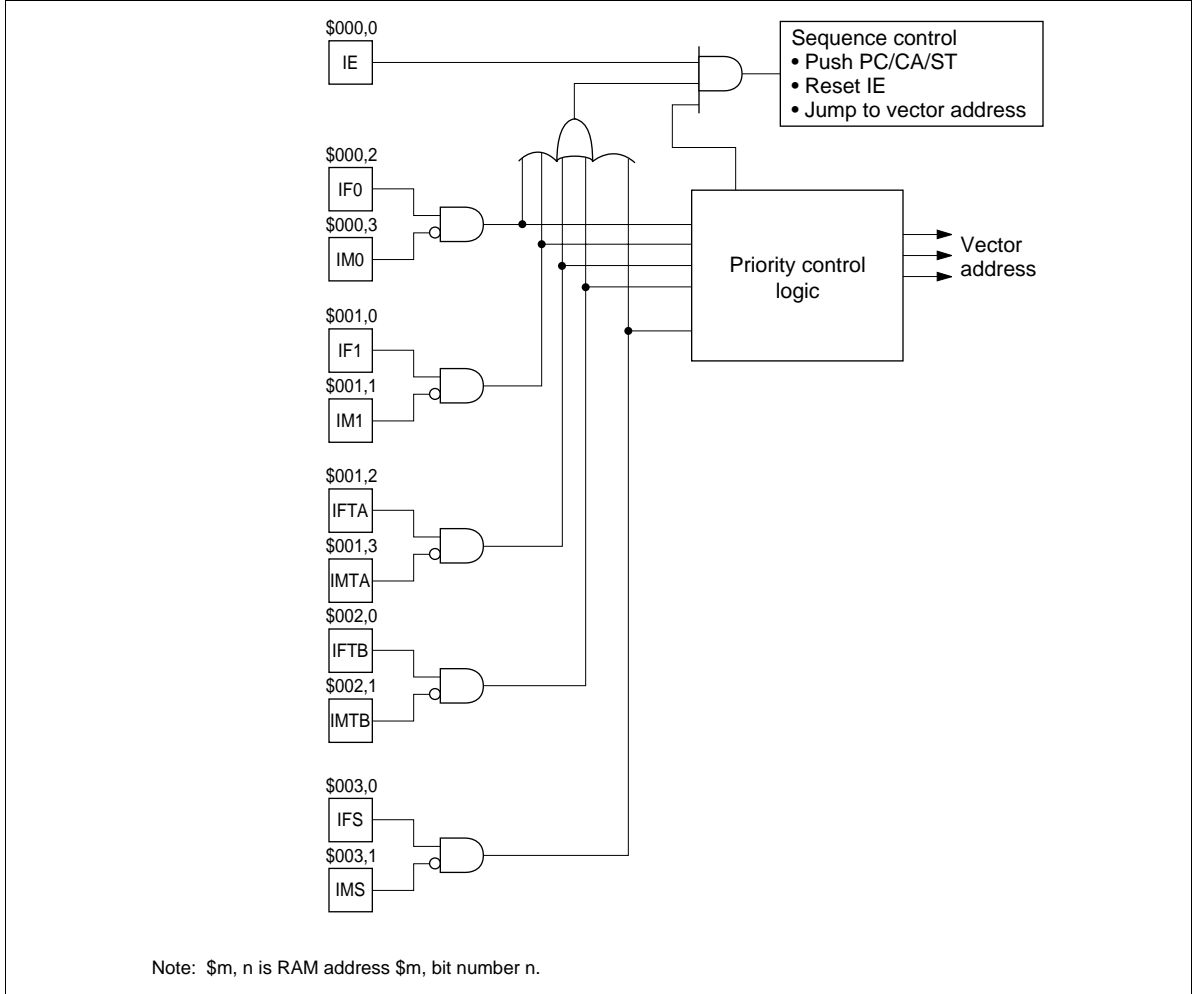 $000,0
IE
Sequence control
• Push PC/CA/ST
• Reset IE
• Jump to vector address
$000,2
IF0
$000,3
IM0
Priority control
logic
Vector
address
$001,0
IF1
$001,1
IM1
$001,2
IFTA
$001,3
IMTA
$002,0
IFTB
$002,1
IMTB
$003,0
IFS
$003,1
IMS
Note: $m, n is RAM address $m, bit number n.